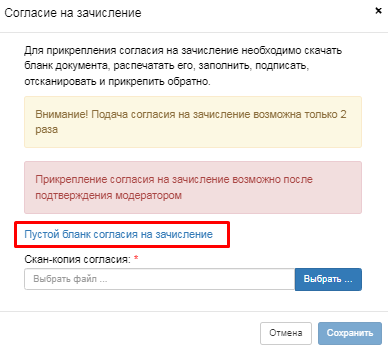 Согласие на зачисление
×
Для прикрепления согласия на зачисление необходимо скачать
бланк документа, распечатать его, заполнить, подписать,
отсканировать и прикрепить обратно.
Внимание! Подача согласия на зачисление возможна только 2
раза
Прикрепление согласия на зачисление возможно после
подтверждения модератором
Пустой бланк согласия на зачисление
Скан-копия согласия: *
Выбрать файл ... Выбрать ...
Отмена Сохранить